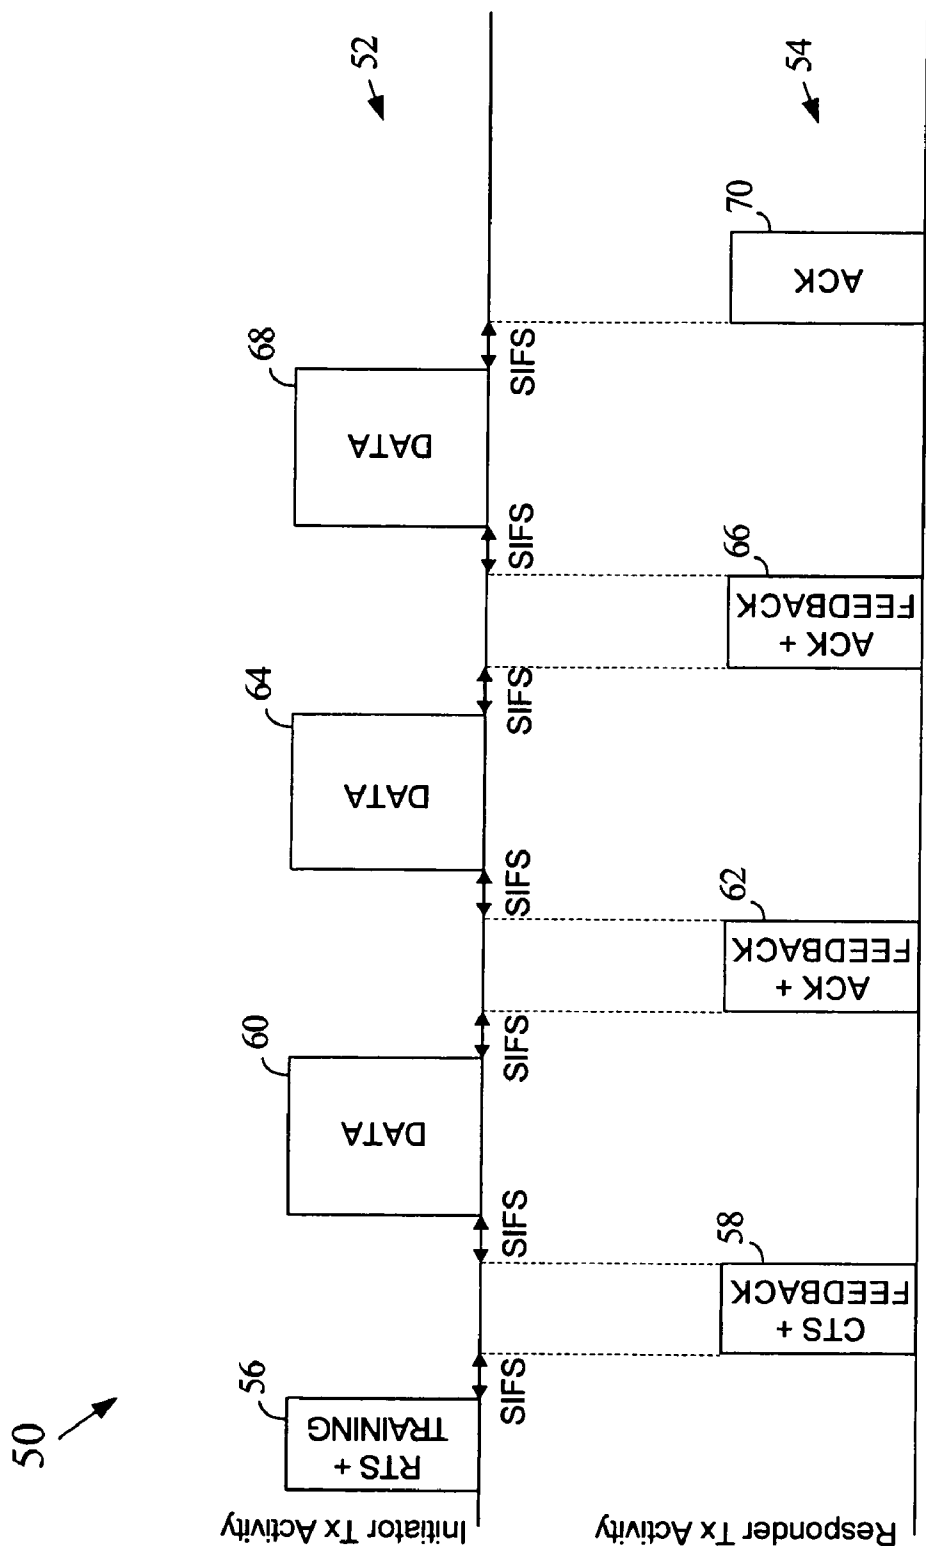 50
Initiator Tx Activity
52
RTS +
TRAINING
56
SIFS
SIFS
DATA
60
SIFS
SIFS
DATA
64
SIFS
SIFS
DATA
68
SIFS
Responder Tx Activity
54
CTS +
FEEDBACK
58
ACK +
FEEDBACK
62
ACK +
FEEDBACK
66
ACK
70